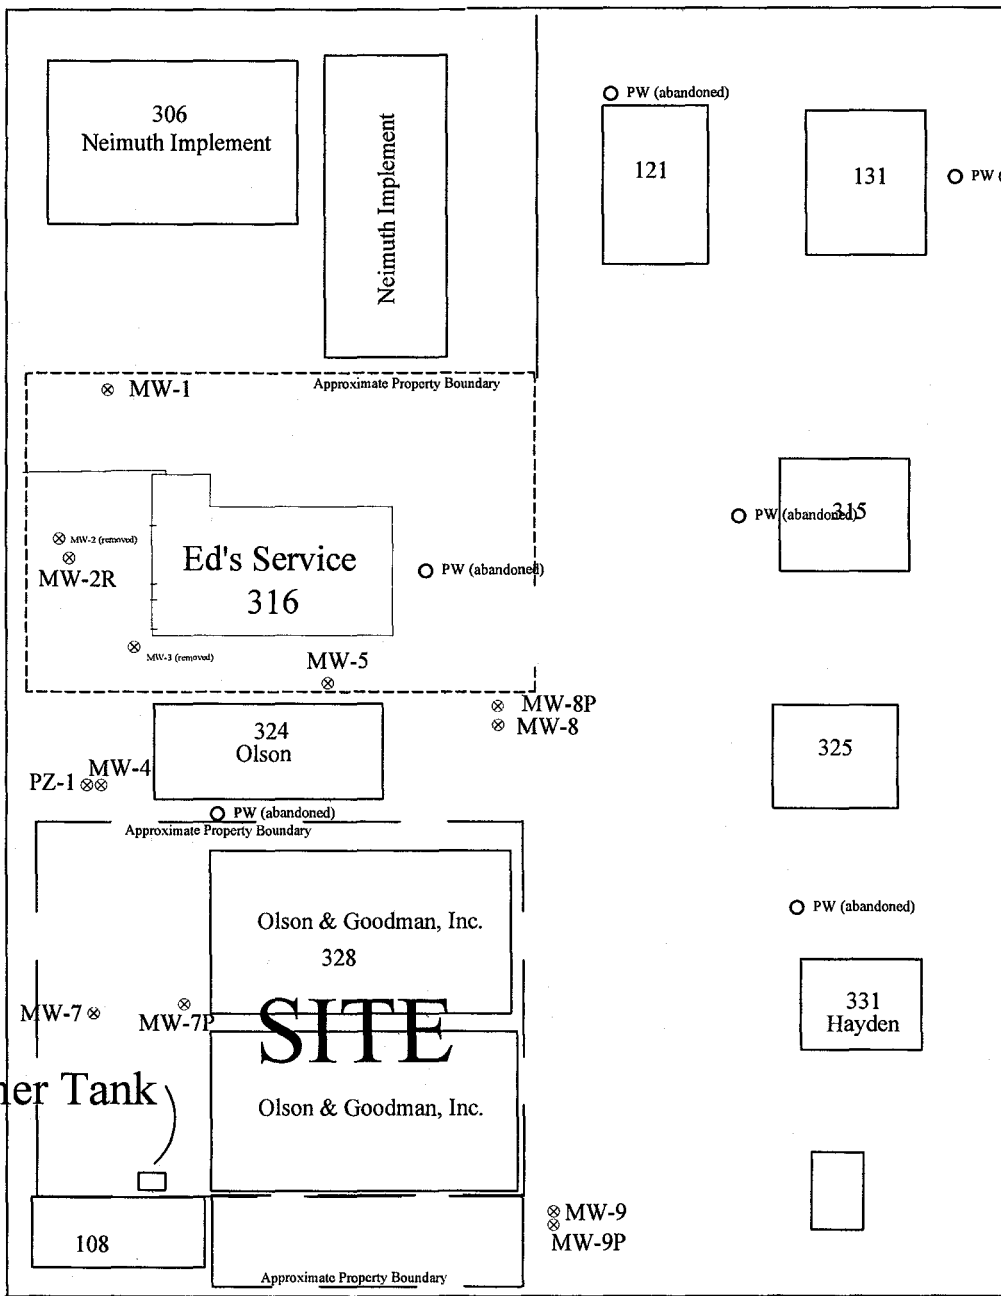 306
Neimuth Implement
Neimuth Implement
PW (abandoned)
121
131
PW (
MW-1
Approximate Property Boundary
Ed's Service
316
PW (abandoned)
PW (abandoned)
315
MW-2 (removed)
MW-2R
MW-3 (removed)
MW-5
MW-8P
MW-8
324
Olson
325
MW-4
PZ-1
PW (abandoned)
Approximate Property Boundary
Olson & Goodman, Inc.
328
PW (abandoned)
331
Hayden
MW-7
MW-7P
SITE
Tank
Olson & Goodman, Inc.
MW-9
MW-9P
108
Approximate Property Boundary